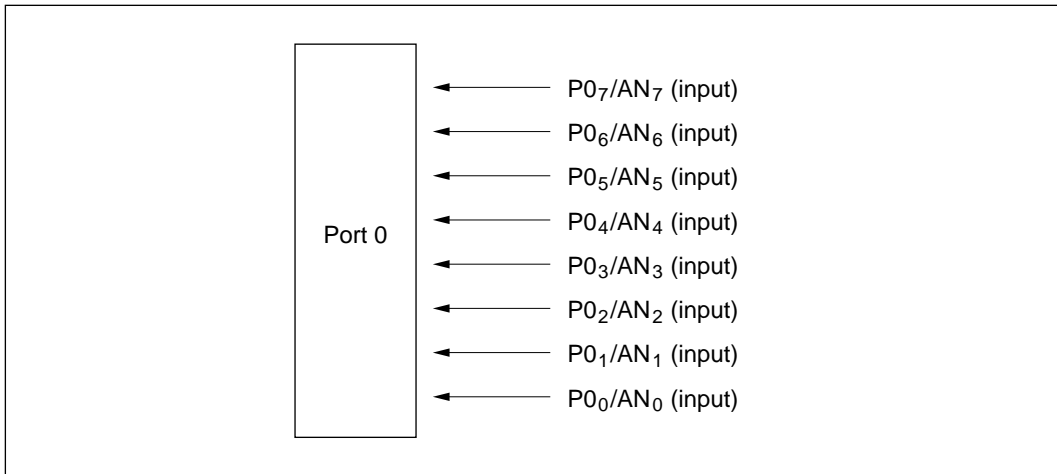 P0₇/AN₇ (input)
P0₆/AN₆ (input)
P0₅/AN₅ (input)
Port 0
P0₄/AN₄ (input)
P0₃/AN₃ (input)
P0₂/AN₂ (input)
P0₁/AN₁ (input)
P0₀/AN₀ (input)